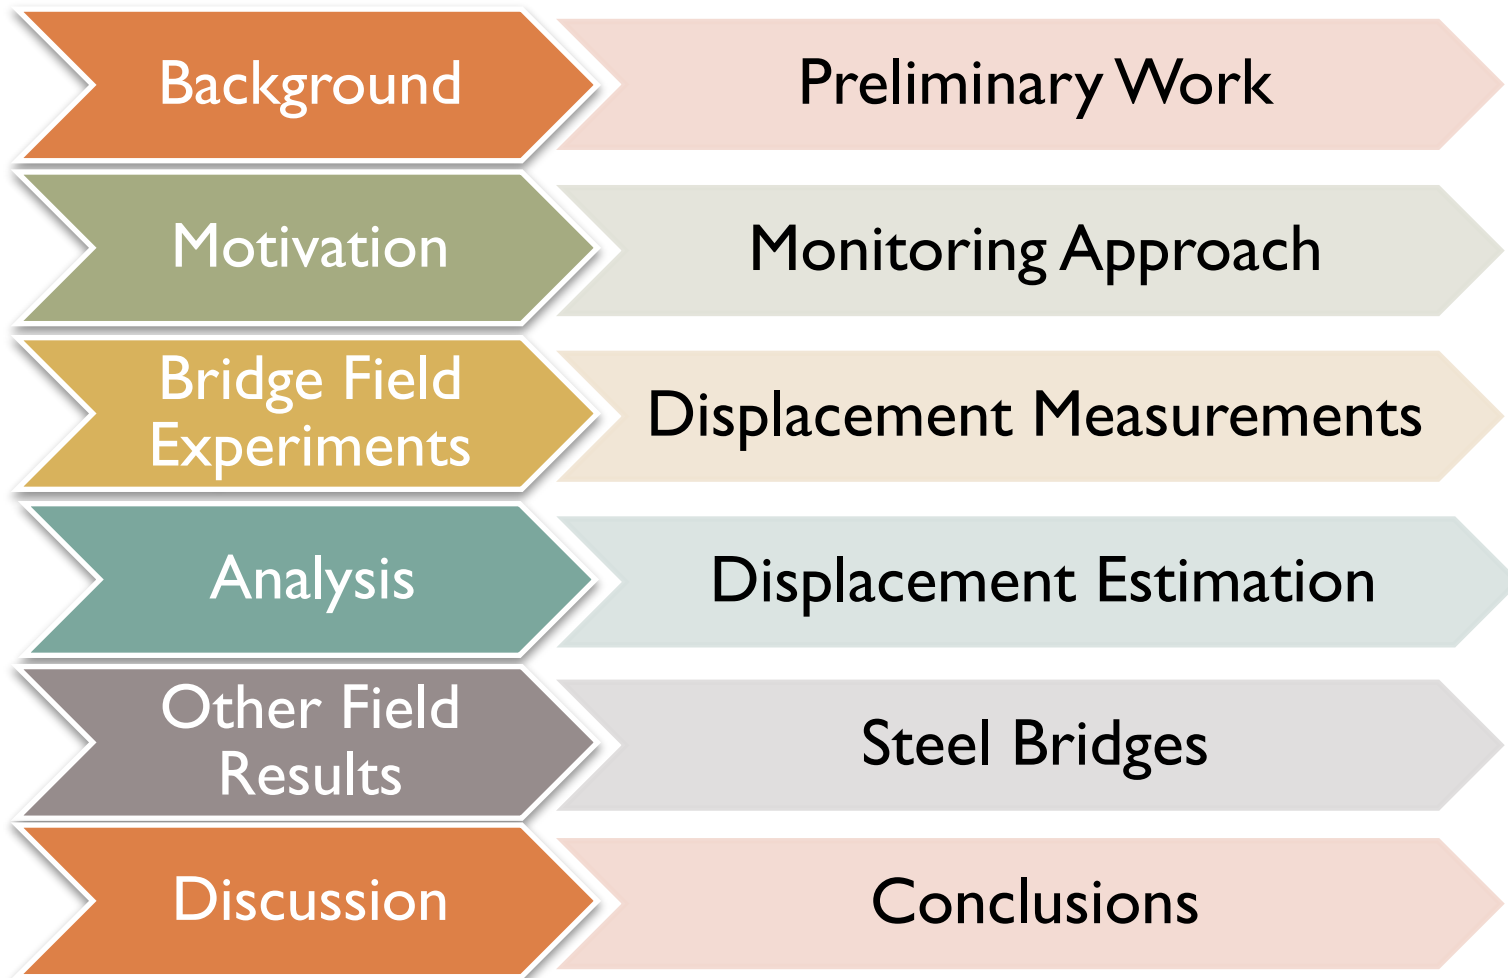 Background
Preliminary Work
Motivation
Monitoring Approach
Bridge Field
Experiments
Displacement Measurements
Analysis
Displacement Estimation
Other Field
Results
Steel Bridges
Discussion
Conclusions